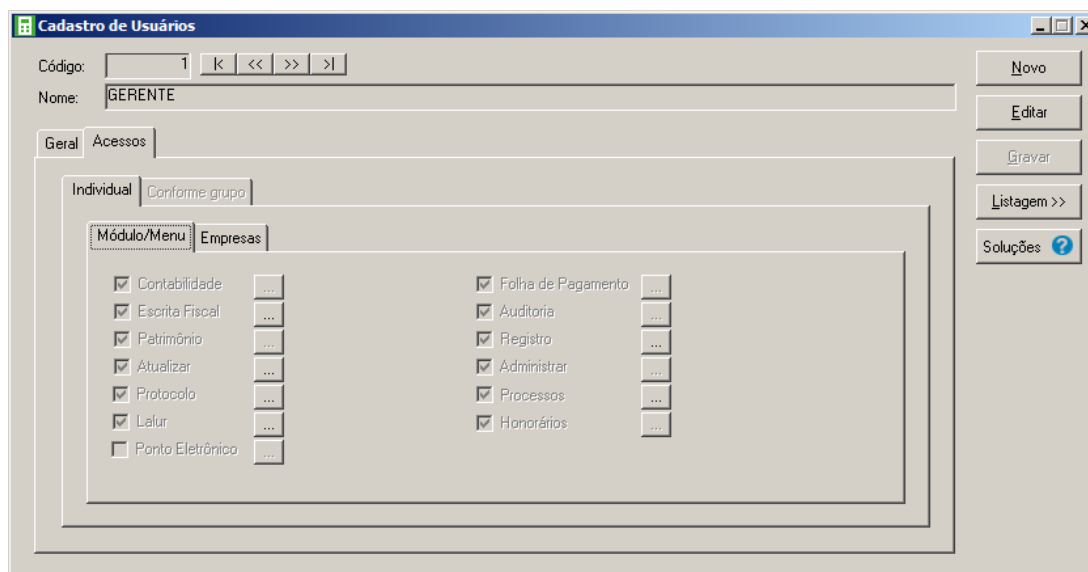 Cadastro de Usuários
Código: 1 |< << >> >|
Nome: GERENTE
Geral Acessos
Individual Conforme grupo
Módulo/Menu Empresas
Contabilidade ... Folha de Pagamento ...
Escrita Fiscal ... Auditoria ...
Patrimônio ... Registro ...
Atualizar ... Administrar ...
Protocolo ... Processos ...
Lalur ... Honorários ...
Ponto Eletrônico ...
Novo
Editar
Gravar
Listagem >>
Soluções ?